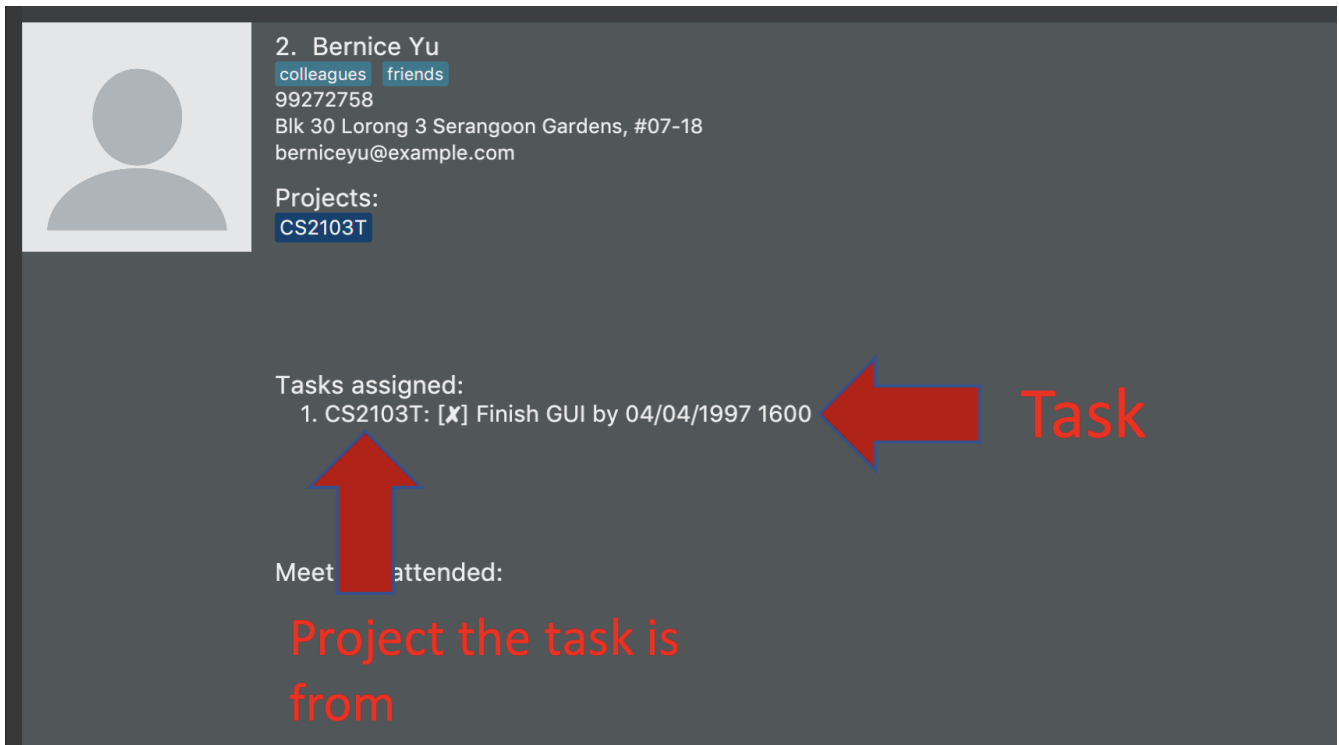 2. Bernice Yu
colleagues friends
99272758
Blk 30 Lorong 3 Serangoon Gardens, #07-18
berniceyu@example.com
Projects:
CS2103T
Tasks assigned:
1. CS2103T: [✘] Finish GUI by 04/04/1997 1600
Task
Meet attended:
Project the task is
from